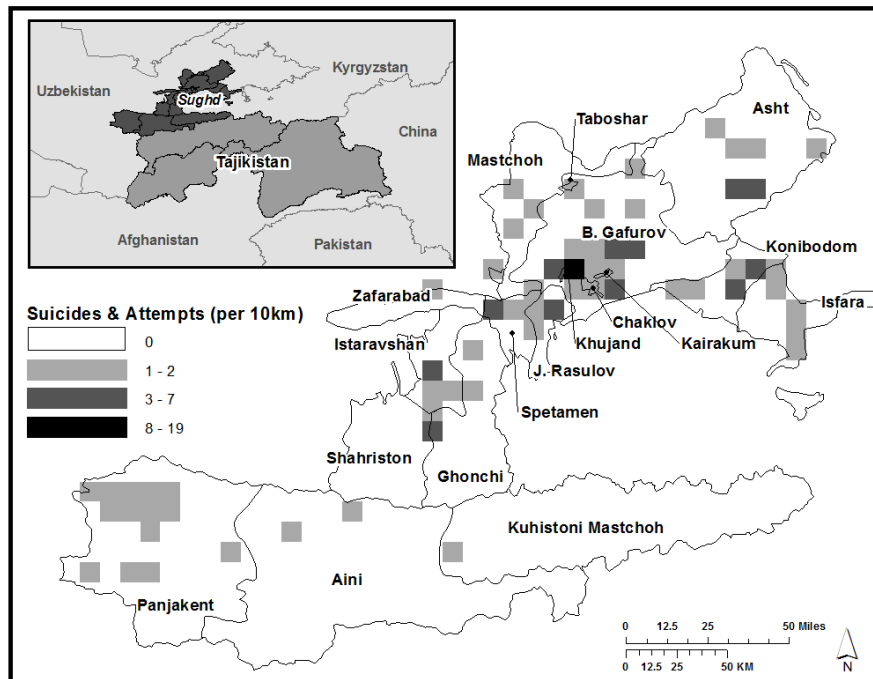 Uzbekistan
Kyrgyzstan
Sughd
China
Tajikistan
Afghanistan
Pakistan
Asht
Taboshar
Mastchoh
B. Gafurov
Konibodom
Zafarabad
Isfara
Suicides & Attempts (per 10km)
0
1 - 2
3 - 7
8 - 19
Chaklov
Istaravshan
Khujand
Kairakum
J. Rasulov
Spetamen
Shahriston
Ghonchi
Kuhistoni Mastchoh
Aini
Panjakent
0 12.5 25 50 Miles
0 12.5 25 50 KM
N